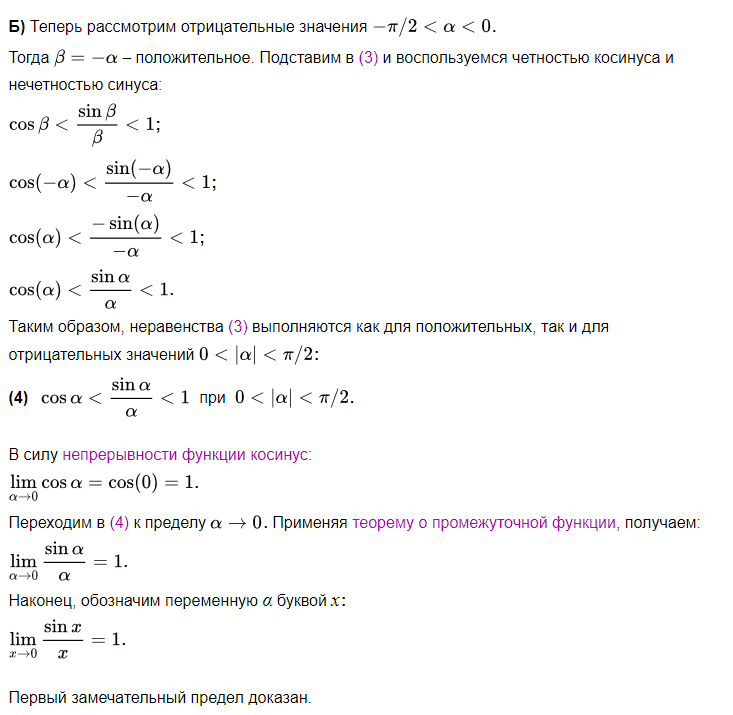 Б) Теперь рассмотрим отрицательные значения −π/2 < α < 0.
Тогда β = −α – положительное. Подставим в (3) и воспользуемся четностью косинуса и
нечетностью синуса:
cos β < sin β / β < 1;
cos(−α) < sin(−α) / −α < 1;
cos(α) < − sin(α) / −α < 1;
cos(α) < sin α / α < 1.
Таким образом, неравенства (3) выполняются как для положительных, так и для
отрицательных значений 0 < |α| < π/2:
(4) cos α < sin α / α < 1 при 0 < |α| < π/2.
В силу непрерывности функции косинус:
lim α→0 cos α = cos(0) = 1.
Переходим в (4) к пределу α → 0. Применяя теорему о промежуточной функции, получаем:
lim α→0 sin α / α = 1.
Наконец, обозначим переменную α буквой x:
lim x→0 sin x / x = 1.
Первый замечательный предел доказан.